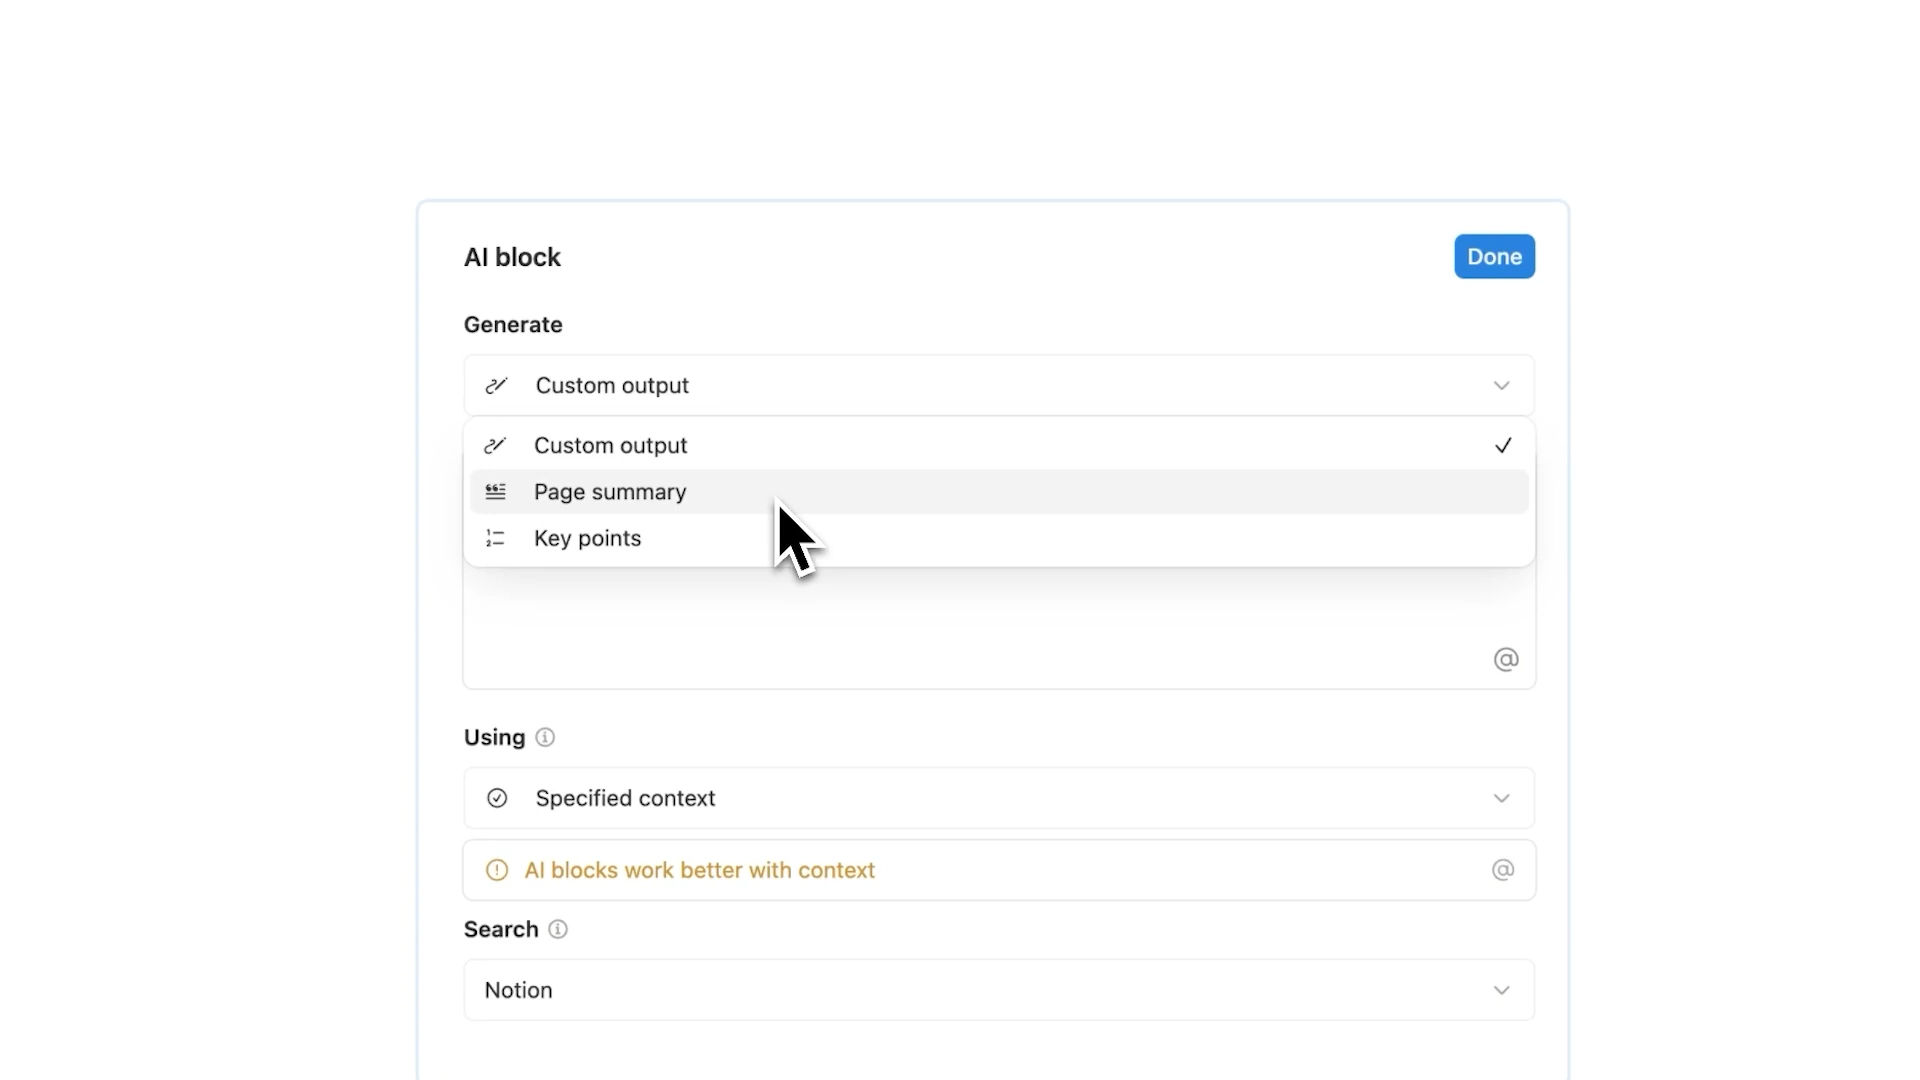 AI block
Done
Generate
Custom output
Custom output
Page summary
Key points
@
Using
Specified context
AI blocks work better with context
@
Search
Notion